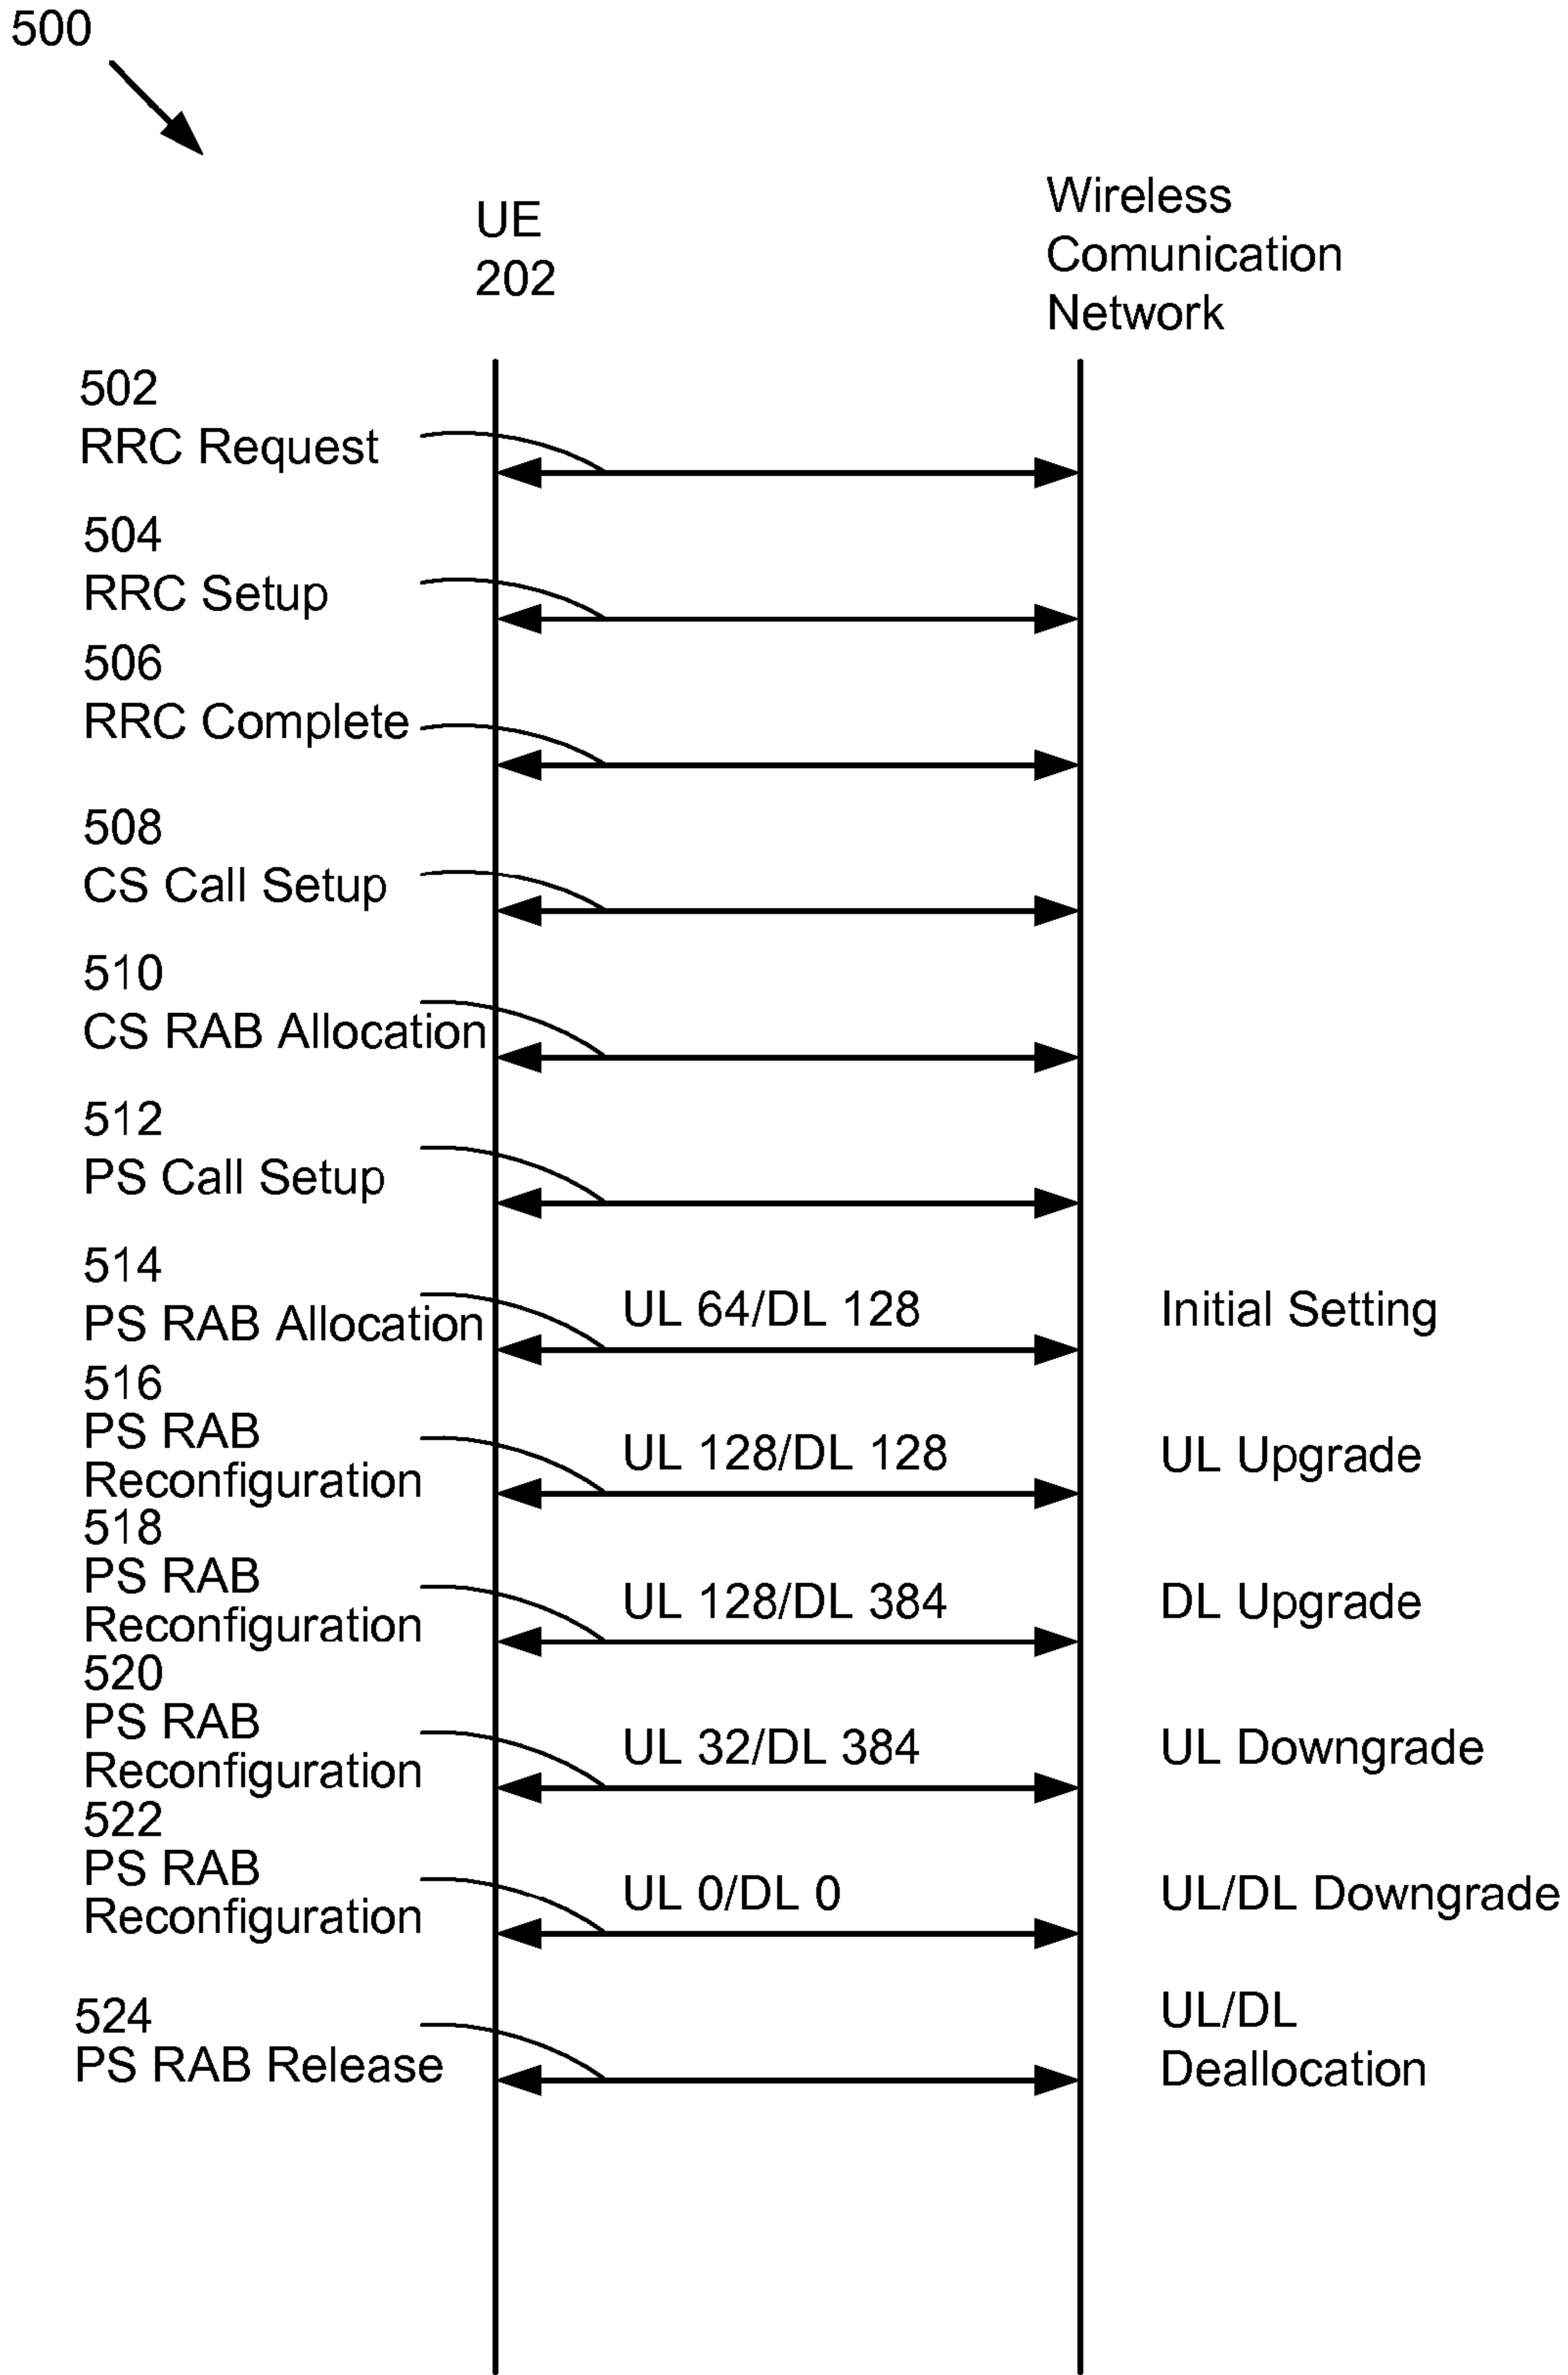 500
UE
202
Wireless
Comunication
Network
502
RRC Request
504
RRC Setup
506
RRC Complete
508
CS Call Setup
510
CS RAB Allocation
512
PS Call Setup
514
PS RAB Allocation
UL 64/DL 128
Initial Setting
516
PS RAB
Reconfiguration
UL 128/DL 128
UL Upgrade
518
PS RAB
Reconfiguration
UL 128/DL 384
DL Upgrade
520
PS RAB
Reconfiguration
UL 32/DL 384
UL Downgrade
522
PS RAB
Reconfiguration
UL 0/DL 0
UL/DL Downgrade
524
PS RAB Release
UL/DL
Deallocation